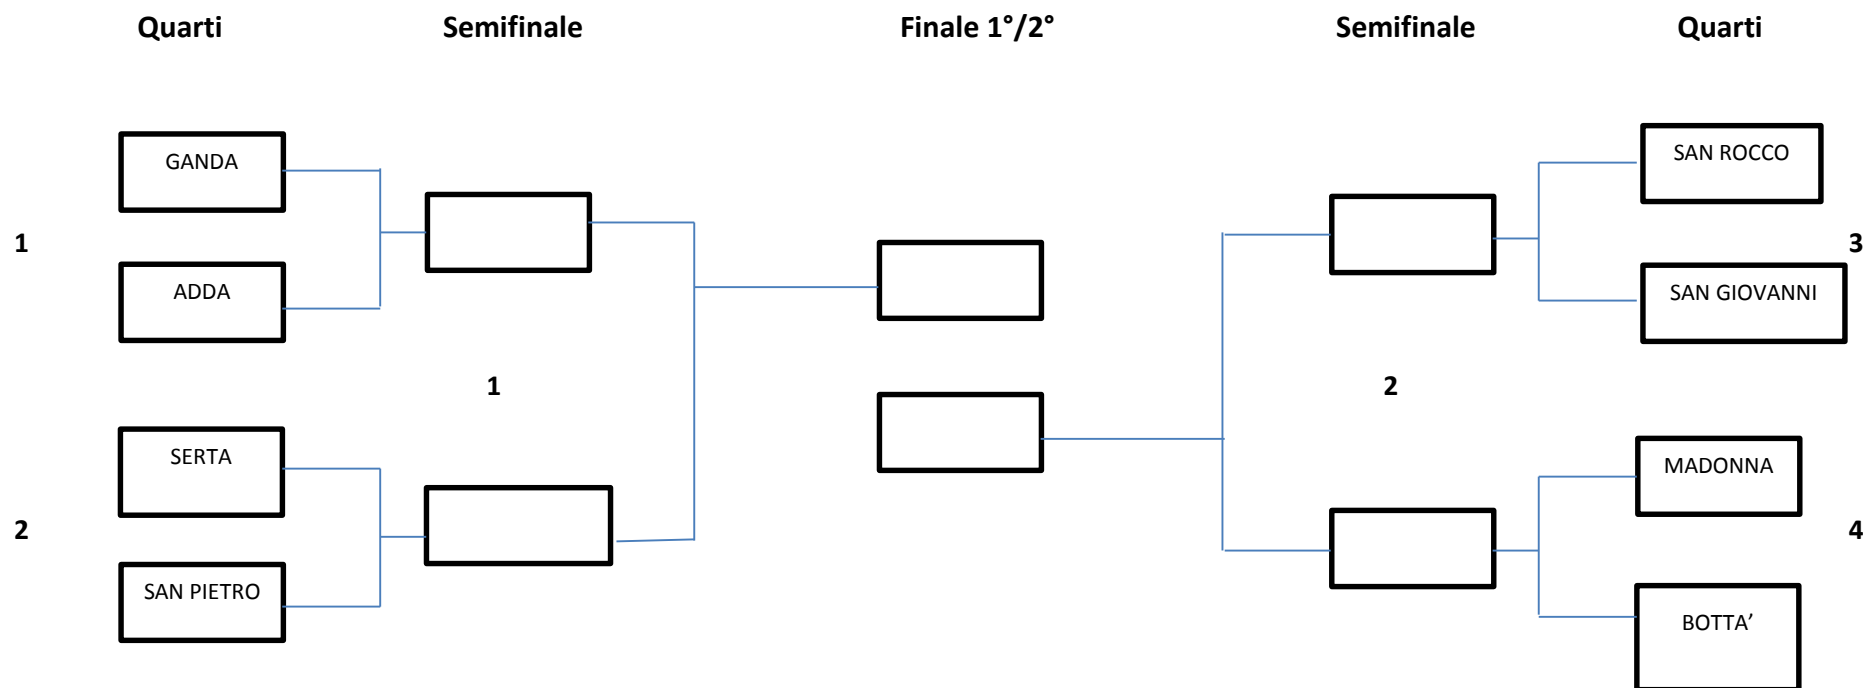 Quarti Semifinale Finale 1°/2° Semifinale Quarti
GANDA
SAN ROCCO
1
3
ADDA
SAN GIOVANNI
1
2
SERTA
MADONNA
2
4
SAN PIETRO
BOTTA’